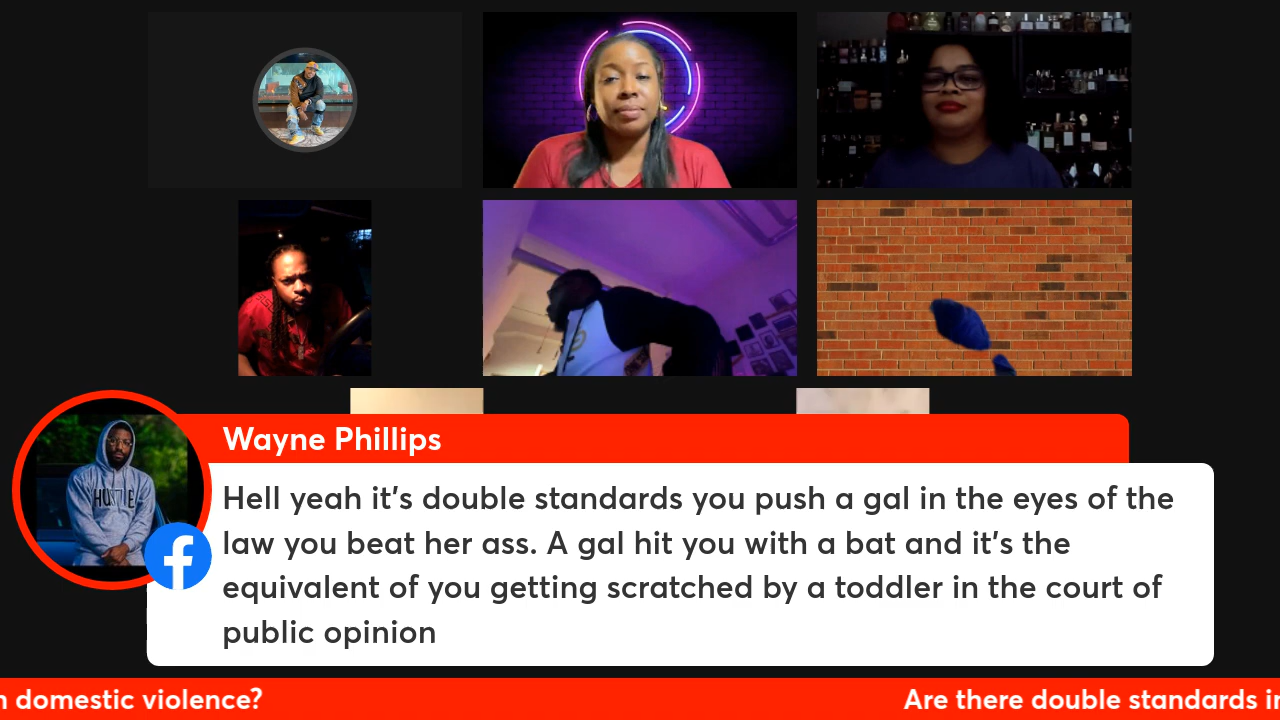 Wayne Phillips
Hell yeah it's double standards you push a gal in the eyes of the
law you beat her ass. A gal hit you with a bat and it's the
equivalent of you getting scratched by a toddler in the court of
public opinion
n domestic violence?
Are there double standards in